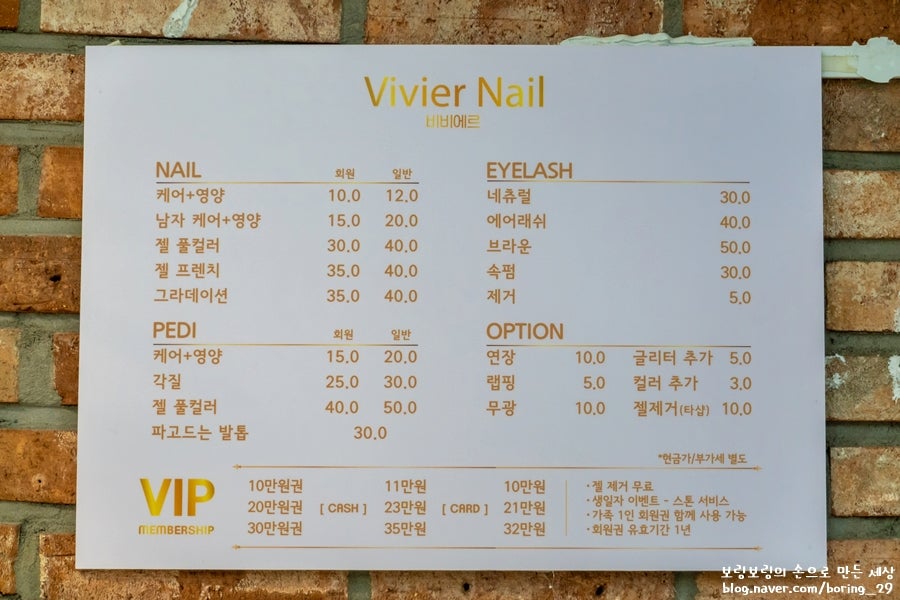 Vivier Nail
비비에르
NAIL 회원 일반
케어+영양 10.0 12.0
남자 케어+영양 15.0 20.0
젤 풀컬러 30.0 40.0
젤 프렌치 35.0 40.0
그라데이션 35.0 40.0
PEDI 회원 일반
케어+영양 15.0 20.0
각질 25.0 30.0
젤 풀컬러 40.0 50.0
파고드는 발톱 30.0
EYELASH
네츄럴 30.0
에어래쉬 40.0
브라운 50.0
속펌 30.0
제거 5.0
OPTION
연장 10.0 글리터 추가 5.0
랩핑 5.0 컬러 추가 3.0
무광 10.0 젤제거(타샵) 10.0
*현금가/부가세 별도
VIP
MEMBERSHIP
10만원권 11만원 10만원
20만원권 [ CASH ] 23만원 [ CARD ] 21만원
30만원권 35만원 32만원
· 젤 제거 무료
· 생일자 이벤트 - 스톤 서비스
· 가족 1인 회원권 함께 사용 가능
· 회원권 유효기간 1년
보링보링의 손으로 만든 세상
blog.naver.com/boring_29